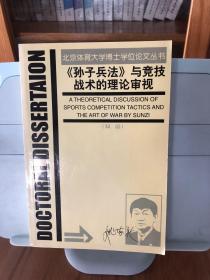 北京体育大学博士学位论文丛书
《孙子兵法》与竞技
战术的理论审视
A THEORETICAL DISCUSSION OF
SPORTS COMPETITION TACTICS AND
THE ART OF WAR BY SUNZI
DOCTORAL DISSERTAION